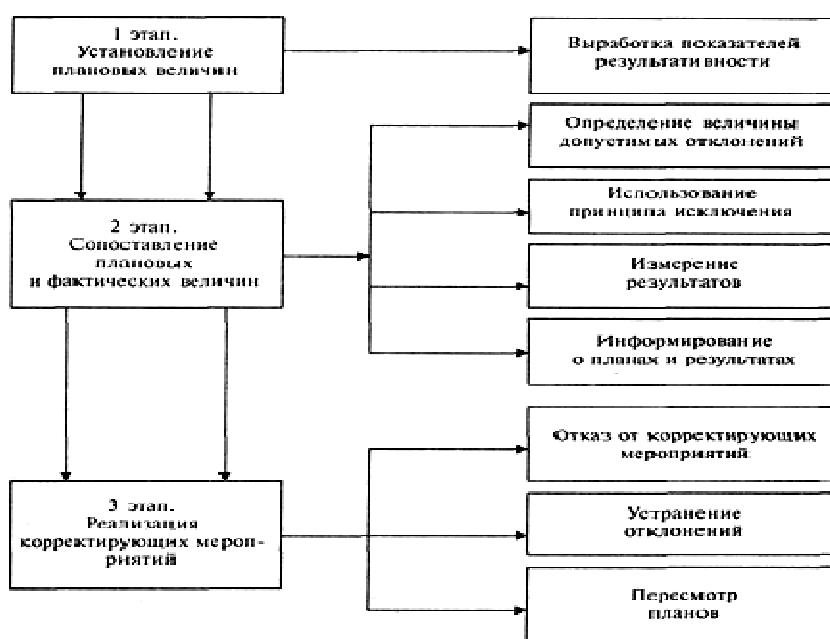 1 этап.
Установление
плановых величин
Выработка показателей
результативности
Определение величины
допустимых отклонений
Использование
принципа исключения
2 этап.
Сопоставление
плановых
и фактических величин
Измерение
результатов
Информирование
о планах и результатах
Отказ от корректирующих
мероприятий
3 этап.
Реализация
корректирующих мероп-
риятий
Устранение
отклонений
Пересмотр
планов